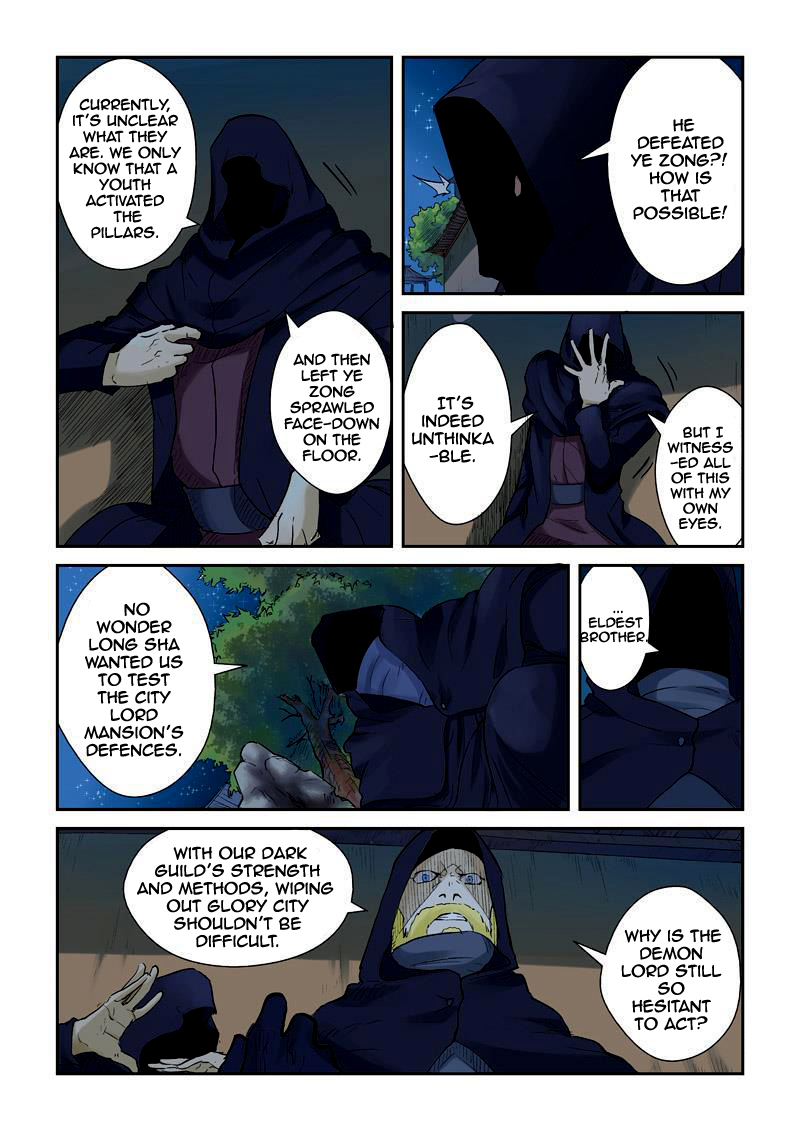 CURRENTLY,
IT'S UNCLEAR
WHAT THEY
ARE. WE ONLY
KNOW THAT A
YOUTH
ACTIVATED
THE
PILLARS.
AND THEN
LEFT YE
ZONG
SPRAWLED
FACE-DOWN
ON THE
FLOOR.
HE
DEFEATED
YE ZONG?!
HOW IS
THAT
POSSIBLE!
IT'S
INDEED
UNTHINKA
-BLE.
BUT I
WITNESS
-ED ALL
OF THIS
WITH MY
OWN
EYES.
NO
WONDER
LONG SHA
WANTED US
TO TEST
THE CITY
LORD
MANSION'S
DEFENCES.
...
ELDEST
BROTHER.
WITH OUR DARK
GUILD'S STRENGTH
AND METHODS, WIPING
OUT GLORY CITY
SHOULDN'T BE
DIFFICULT.
WHY IS THE
DEMON
LORD STILL
SO
HESITANT
TO ACT?